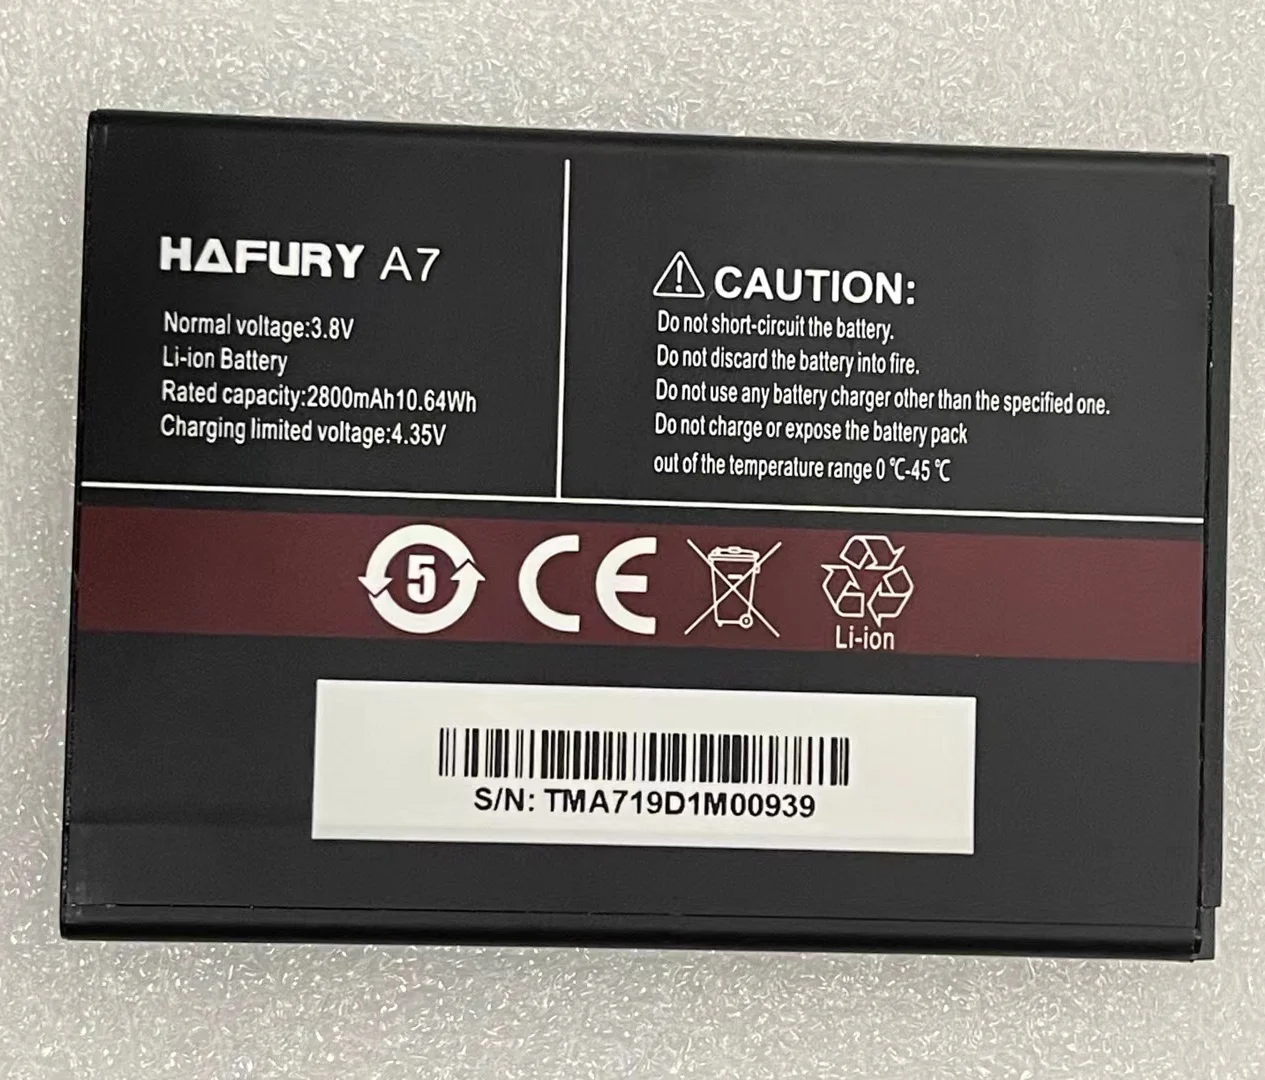 HAFURY A7
Normal voltage:3.8V
Li-ion Battery
Rated capacity:2800mAh10.64Wh
Charging limited voltage:4.35V
CAUTION:
Do not short-circuit the battery.
Do not discard the battery into fire.
Do not use any battery charger other than the specified one.
Do not charge or expose the battery pack
out of the temperature range 0 ℃-45 ℃
5
CE
Li-ion
S/N: TMA719D1M00939